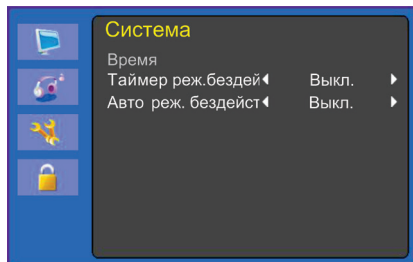 Система
Время
Таймер реж.бездей Выкл.
Авто реж. бездейст Выкл.